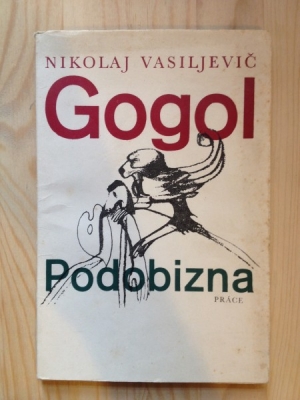 NIKOLAJ VASILJEVIČ
Gogol
Podobizna
PRÁCE